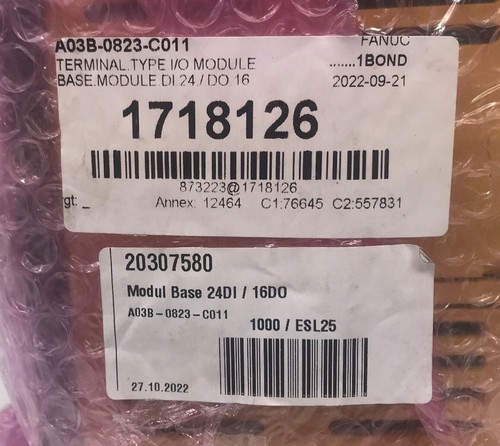 A03B-0823-C011 FANUC
TERMINAL.TYPE I/O MODULE .......1BOND
BASE.MODULE DI 24 / DO 16 2022-09-21
1718126
873223@1718126
gt: _ Annex: 12464 C1:76645 C2:557831
20307580
Modul Base 24DI / 16DO
A03B-0823-C011
1000 / ESL25
27.10.2022